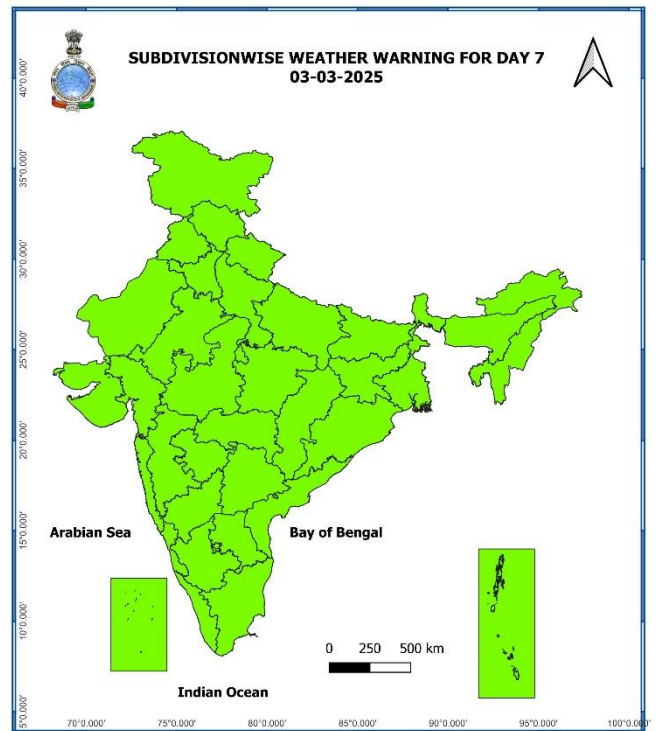 SUBDIVISIONWISE WEATHER WARNING FOR DAY 7
03-03-2025
40°0.000'
35°0.000'
30°0.000'
25°0.000'
20°0.000'
15°0.000'
10°0.000'
5°0.000'
Arabian Sea
Bay of Bengal
0 250 500 km
Indian Ocean
70°0.000' 75°0.000' 80°0.000' 85°0.000' 90°0.000' 95°0.000' 100°0.000'